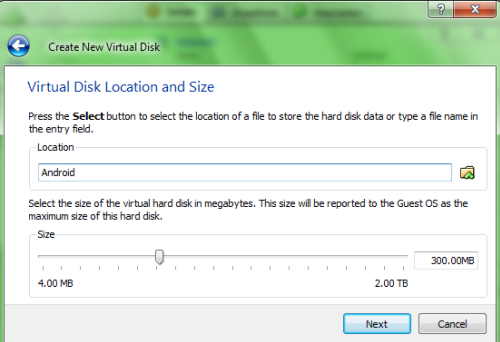 Create New Virtual Disk
Virtual Disk Location and Size
Press the Select button to select the location of a file to store the hard disk data or type a file name in
the entry field.
Location
Android
Select the size of the virtual hard disk in megabytes. This size will be reported to the Guest OS as the
maximum size of this hard disk.
Size
300.00MB
4.00 MB 2.00 TB
Next Cancel